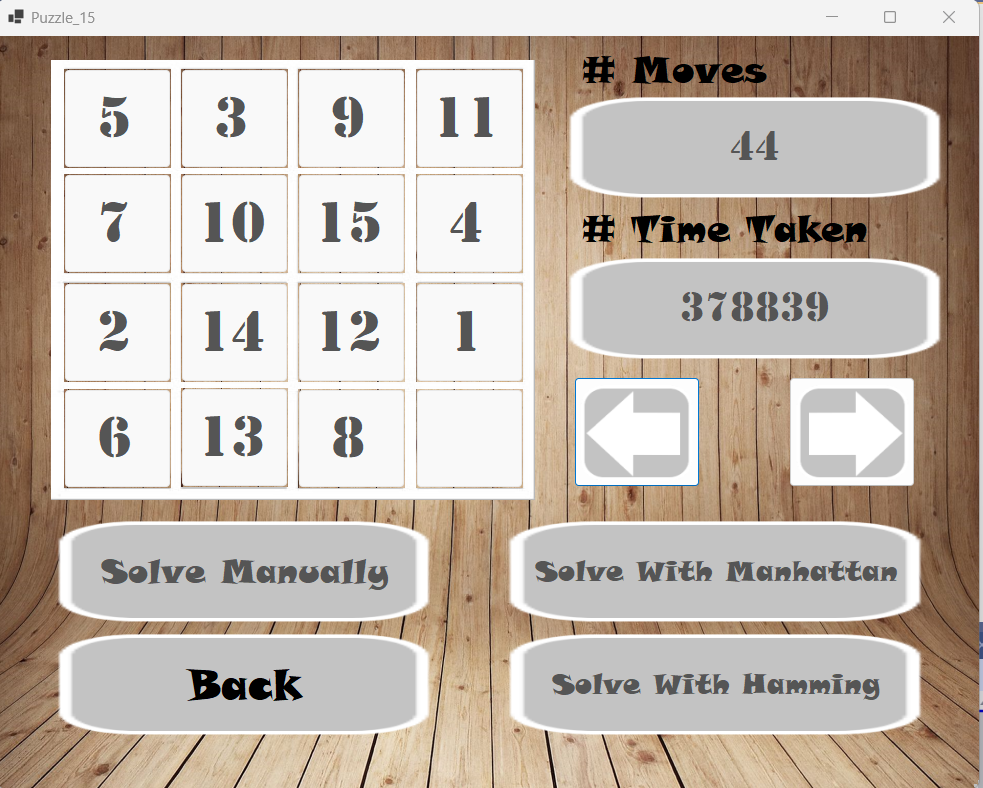 Puzzle_15
5 3 9 11
7 10 15 4
2 14 12 1
6 13 8
# Moves
44
# Time Taken
378839
Solve Manually
Solve With Manhattan
Back
Solve With Hamming